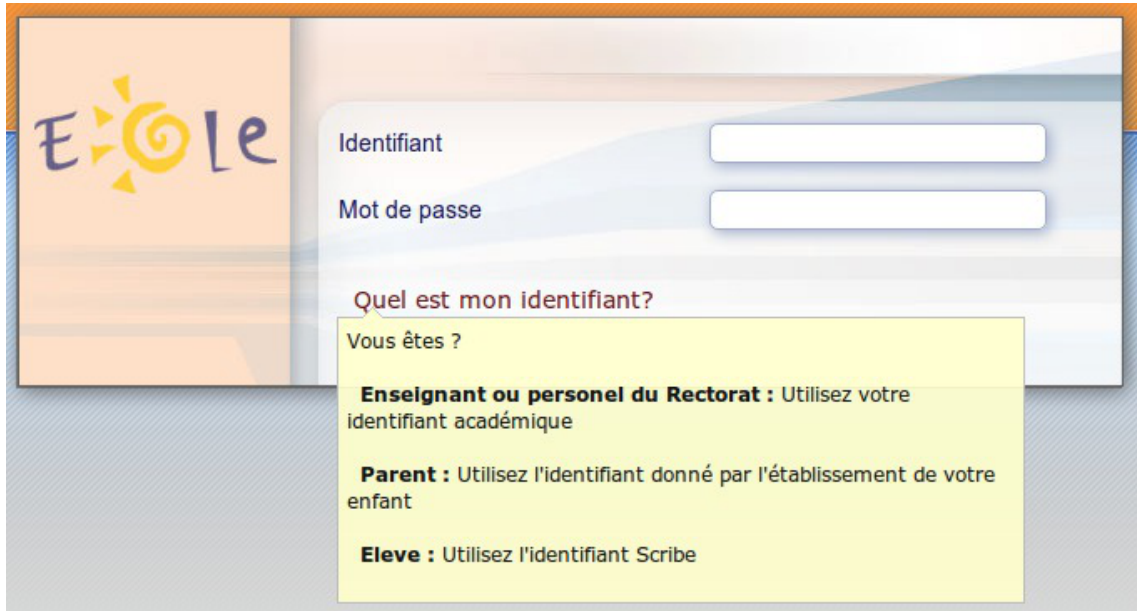 EOLE
Identifiant
Mot de passe
Quel est mon identifiant?
Vous êtes ?
Enseignant ou personel du Rectorat : Utilisez votre
identifiant académique
Parent : Utilisez l'identifiant donné par l'établissement de votre
enfant
Eleve : Utilisez l'identifiant Scribe